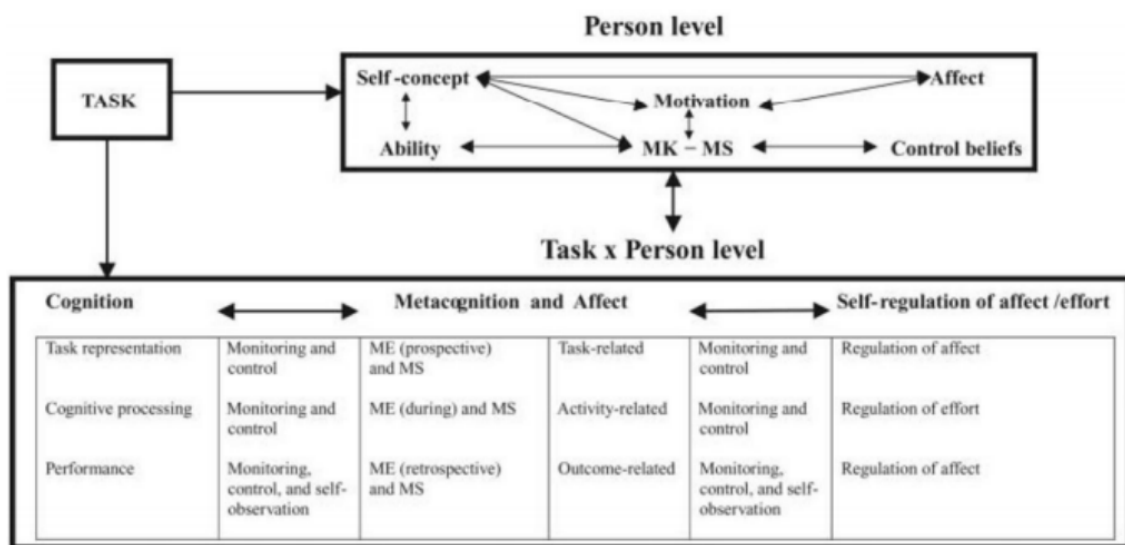 Person level
TASK
Self-concept
Affect
Motivation
Ability
MK – MS
Control beliefs
Task x Person level
Cognition
Metacognition and Affect
Self-regulation of affect /effort
Task representation
Monitoring and
control
ME (prospective)
and MS
Task-related
Monitoring and
control
Regulation of affect
Cognitive processing
Monitoring and
control
ME (during) and MS
Activity-related
Monitoring and
control
Regulation of effort
Performance
Monitoring,
control, and self-
observation
ME (retrospective)
and MS
Outcome-related
Monitoring,
control, and self-
observation
Regulation of affect